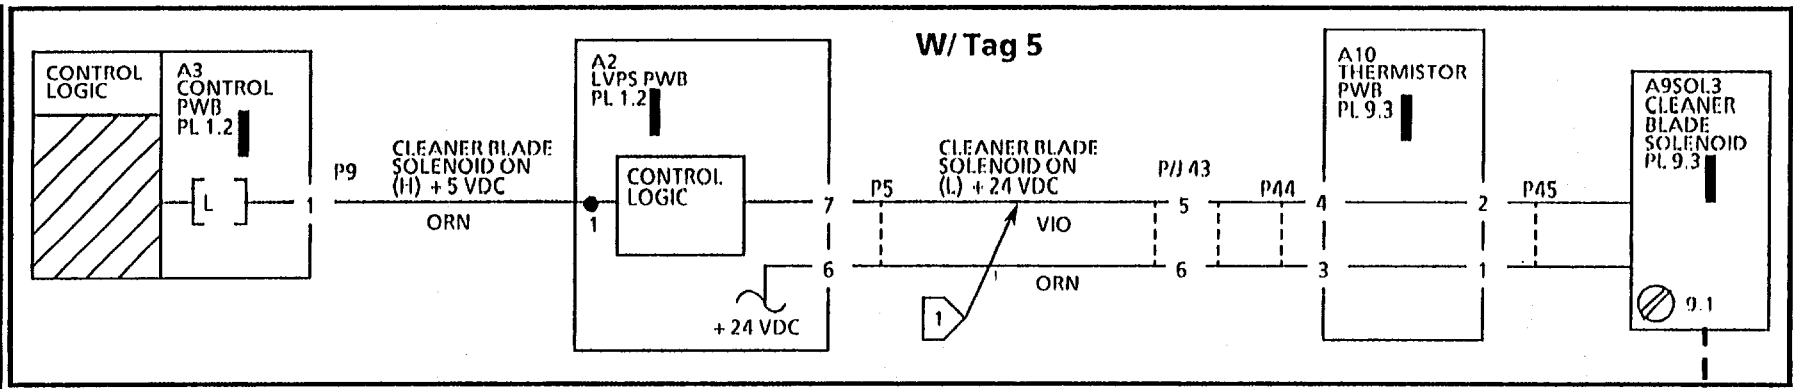 W/ Tag 5
CONTROL
LOGIC
A3
CONTROL
PWB
PL 1.2
L
1
P9
CLEANER BLADE
SOLENOID ON
(H) + 5 VDC
ORN
A2
LVPS PWB
PL 1.2
1
CONTROL
LOGIC
7
6
+ 24 VDC
P5
CLEANER BLADE
SOLENOID ON
(L) + 24 VDC
VIO
ORN
1
P/J 43
5
6
P44
A10
THERMISTOR
PWB
PL 9.3
4
3
2
1
P45
A9SOL3
CLEANER
BLADE
SOLENOID
PL 9.3
9.1